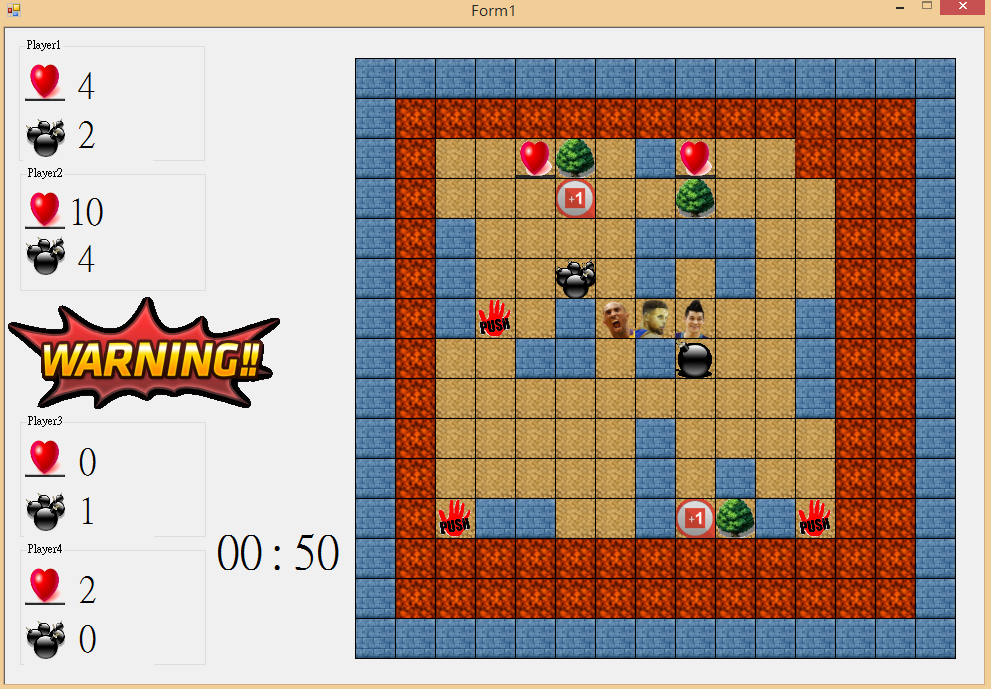 Form1
Player1
4
2
Player2
10
4
WARNING!!
Player3
0
1
Player4
2
0
00:50
+1
PUSH
+1
PUSH
PUSH